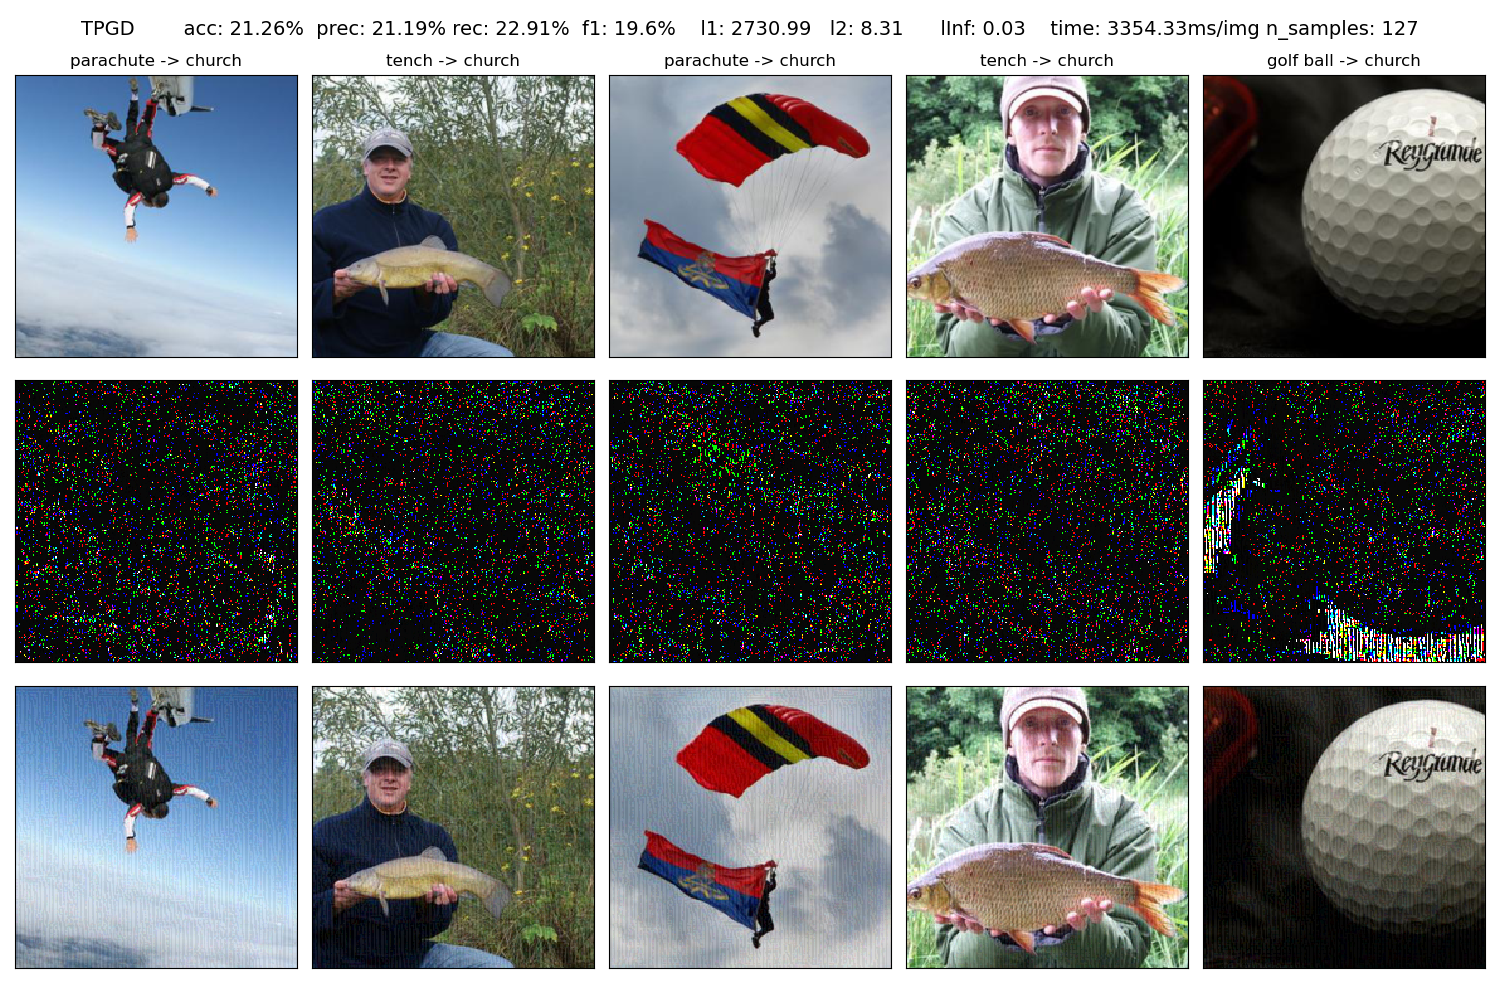 TPGD acc: 21.26% prec: 21.19% rec: 22.91% f1: 19.6% l1: 2730.99 l2: 8.31 lInf: 0.03 time: 3354.33ms/img n_samples: 127
parachute -> church
tench -> church
parachute -> church
tench -> church
golf ball -> church
ReyGrande
ReyGrande